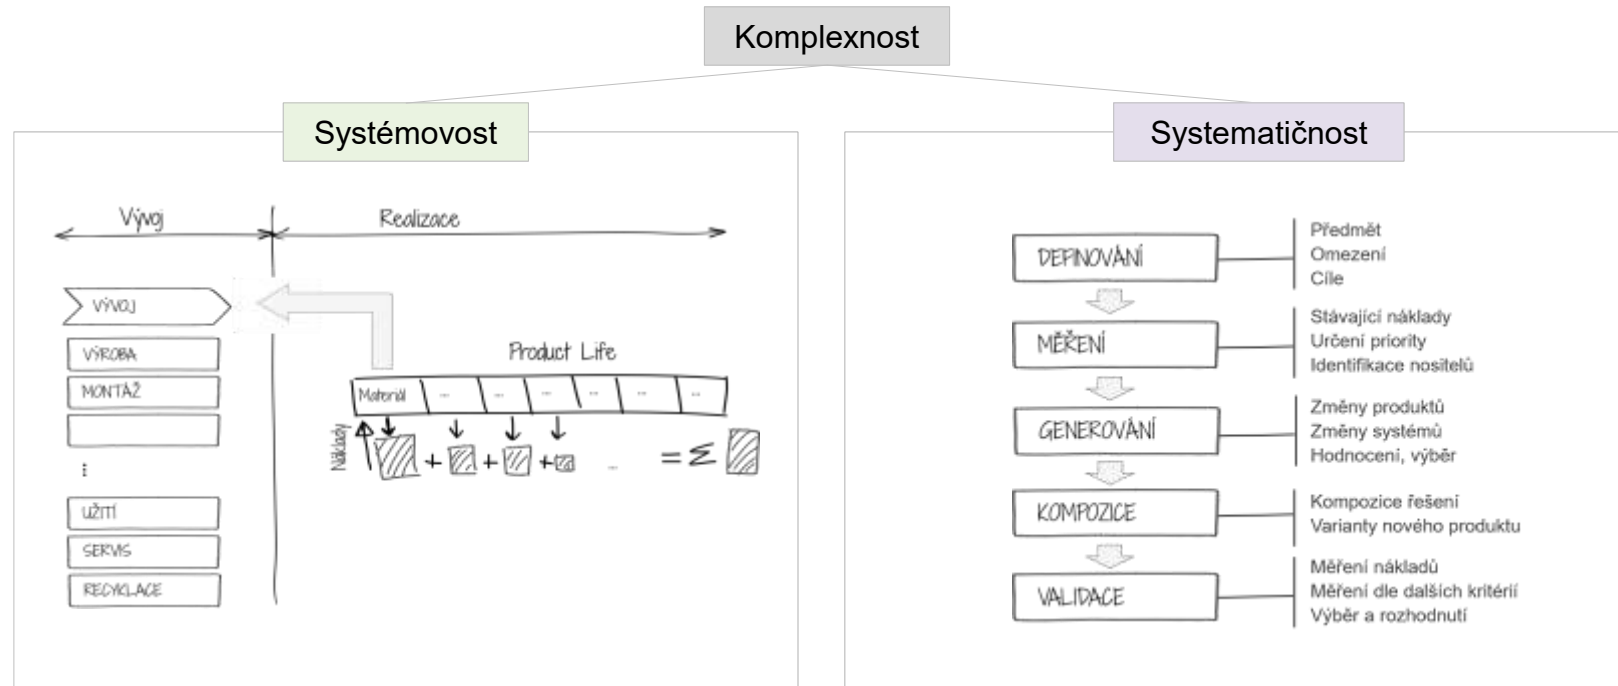 Komplexnost
Systémovost
Vývoj
Realizace
VÝVOJ
VÝROBA
MONTÁŽ
UŽITÍ
SERVIS
RECYKLACE
Product Life
Materiál ... ... ... ... ... ...
Náklady
+ + + ... = Σ
Systematičnost
DEFINOVÁNÍ
Předmět
Omezení
Cíle
MĚŘENÍ
Stávající náklady
Určení priority
Identifikace nositelů
GENEROVÁNÍ
Změny produktů
Změny systémů
Hodnocení, výběr
KOMPOZICE
Kompozice řešení
Varianty nového produktu
VALIDACE
Měření nákladů
Měření dle dalších kritérií
Výběr a rozhodnutí